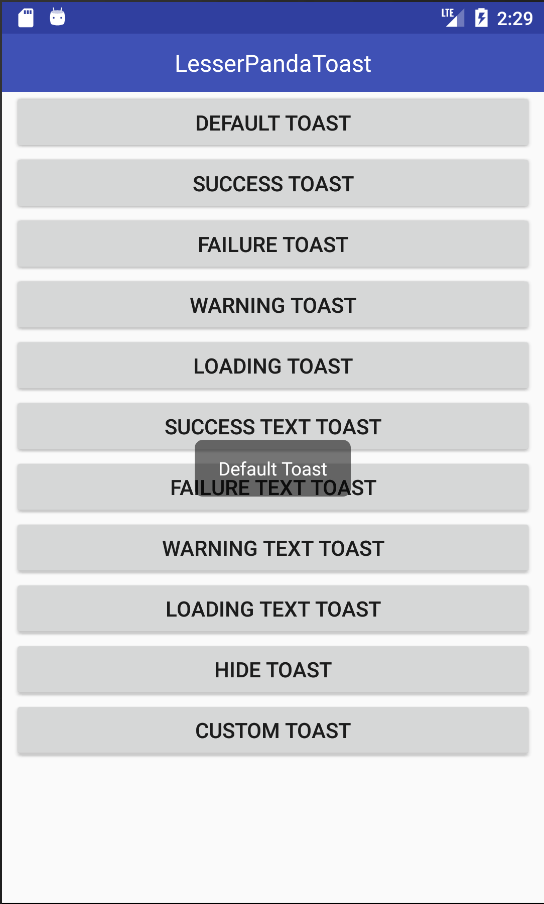 LTE 2:29
LesserPandaToast
DEFAULT TOAST
SUCCESS TOAST
FAILURE TOAST
WARNING TOAST
LOADING TOAST
SUCCESS TEXT TOAST
Default Toast
FAILURE TEXT TOAST
WARNING TEXT TOAST
LOADING TEXT TOAST
HIDE TOAST
CUSTOM TOAST